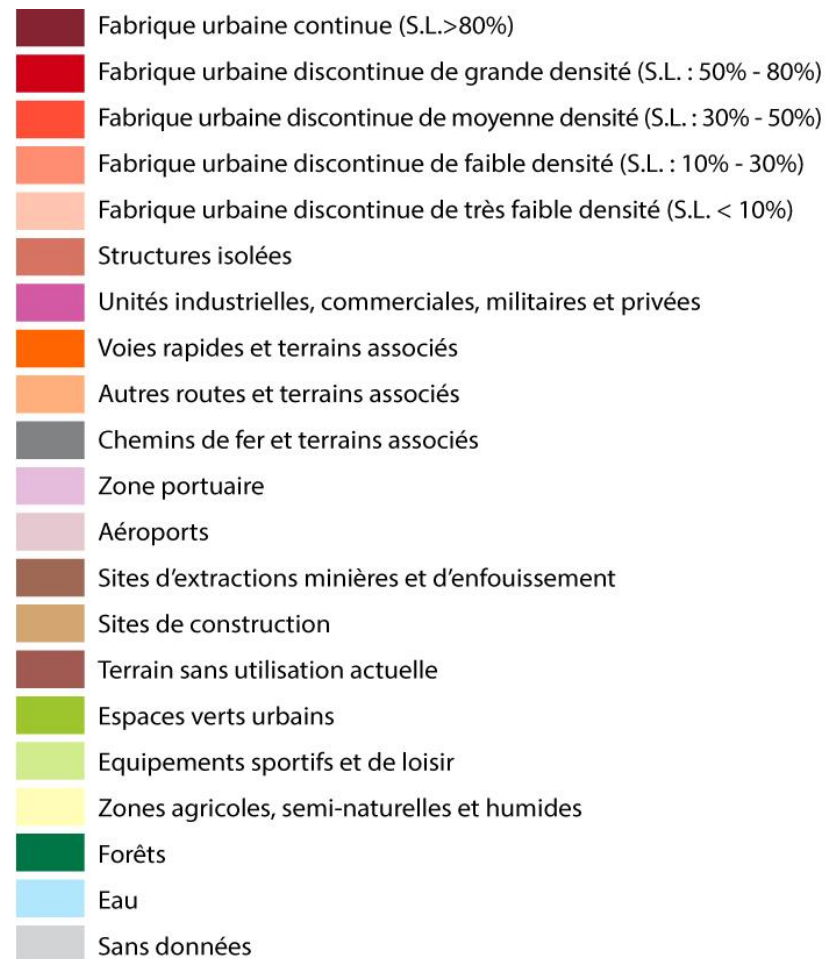 Fabrique urbaine continue (S.L.>80%)
Fabrique urbaine discontinue de grande densité (S.L. : 50% - 80%)
Fabrique urbaine discontinue de moyenne densité (S.L. : 30% - 50%)
Fabrique urbaine discontinue de faible densité (S.L. : 10% - 30%)
Fabrique urbaine discontinue de très faible densité (S.L. < 10%)
Structures isolées
Unités industrielles, commerciales, militaires et privées
Voies rapides et terrains associés
Autres routes et terrains associés
Chemins de fer et terrains associés
Zone portuaire
Aéroports
Sites d'extractions minières et d'enfouissement
Sites de construction
Terrain sans utilisation actuelle
Espaces verts urbains
Equipements sportifs et de loisir
Zones agricoles, semi-naturelles et humides
Forêts
Eau
Sans données